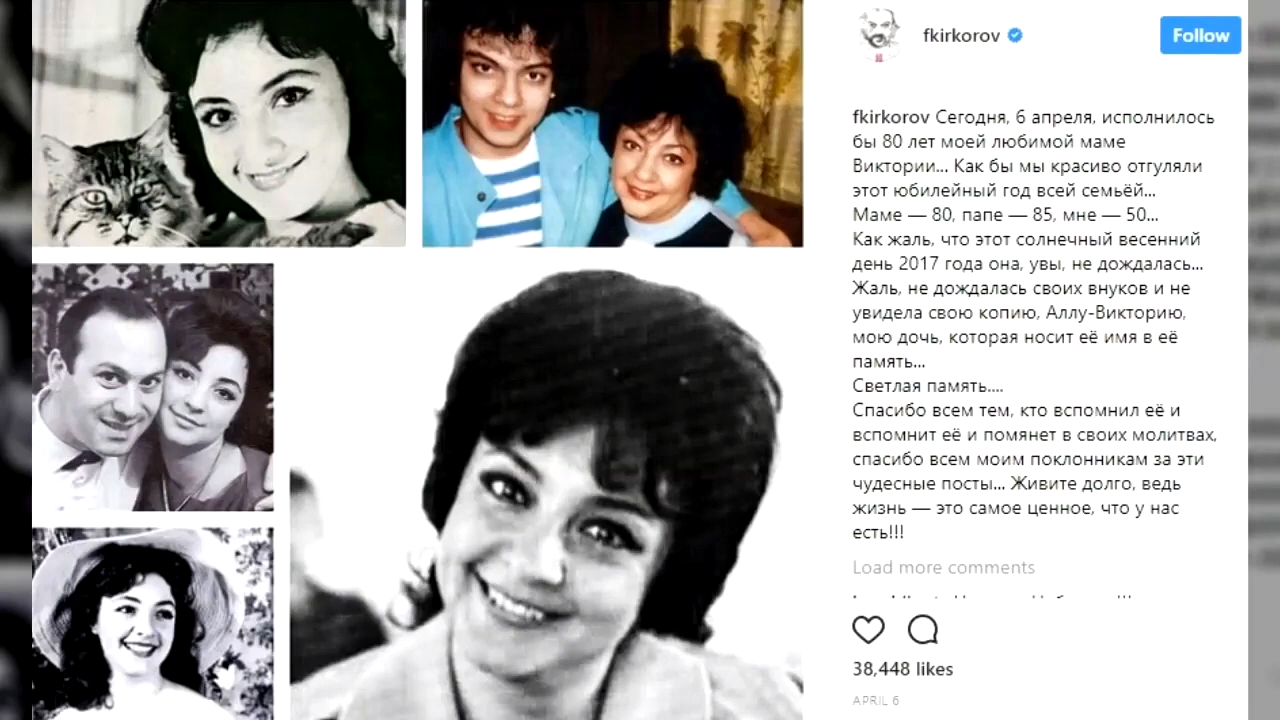 fkirkorov
Follow
fkirkorov Сегодня, 6 апреля, исполнилось
бы 80 лет моей любимой маме
Виктории... Как бы мы красиво отгуляли
этот юбилейный год всей семьёй...
Маме — 80, папе — 85, мне — 50...
Как жаль, что этот солнечный весенний
день 2017 года она, увы, не дождалась...
Жаль, не дождалась своих внуков и не
увидела свою копию, Аллу-Викторию,
мою дочь, которая носит её имя в её
память...
Светлая память....
Спасибо всем тем, кто вспомнил её и
вспомнит её и помянет в своих молитвах,
спасибо всем моим поклонникам за эти
чудесные посты... Живите долго, ведь
жизнь — это самое ценное, что у нас
есть!!!
Load more comments
38,448 likes
APRIL 6